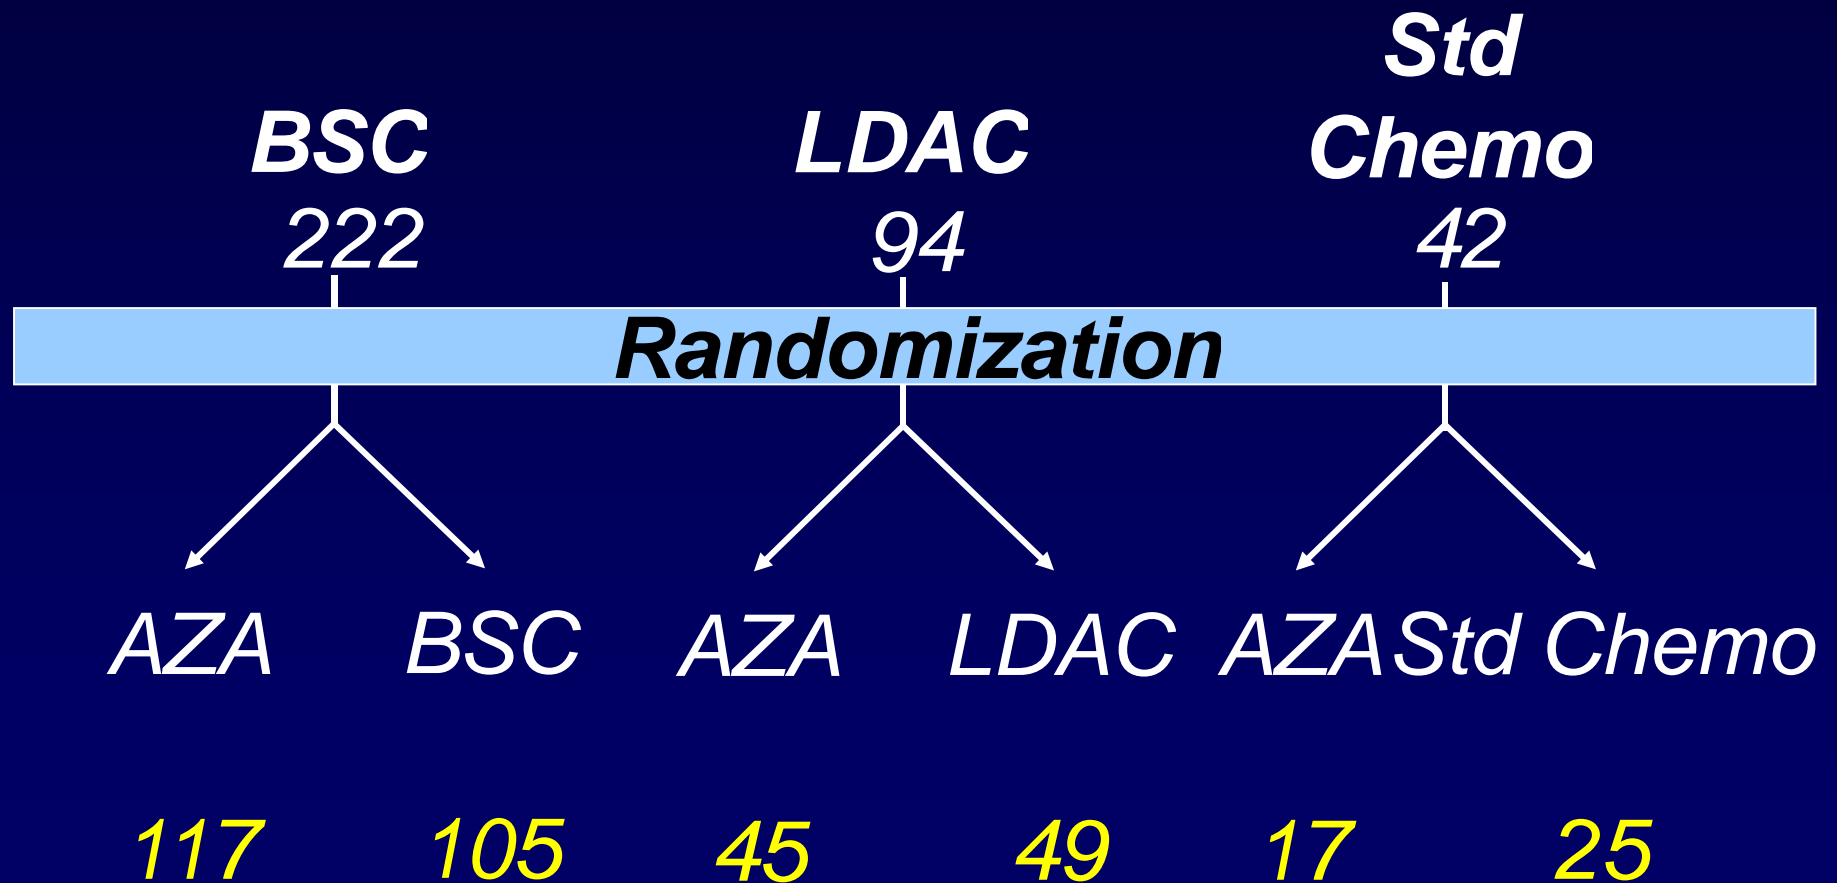 BSC
222
LDAC
94
Std
Chemo
42
Randomization
AZA BSC AZA LDAC AZA Std Chemo
117 105 45 49 17 25